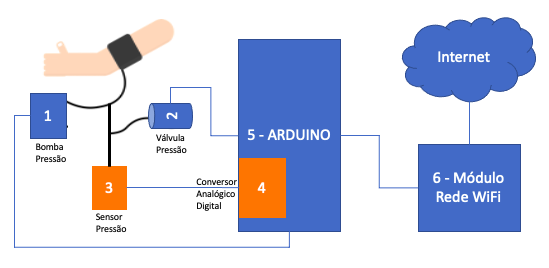 Internet
1
Bomba
Pressão
2
Válvula
Pressão
5 - ARDUINO
3
Sensor
Pressão
Conversor
Analógico
Digital
4
6 - Módulo
Rede WiFi